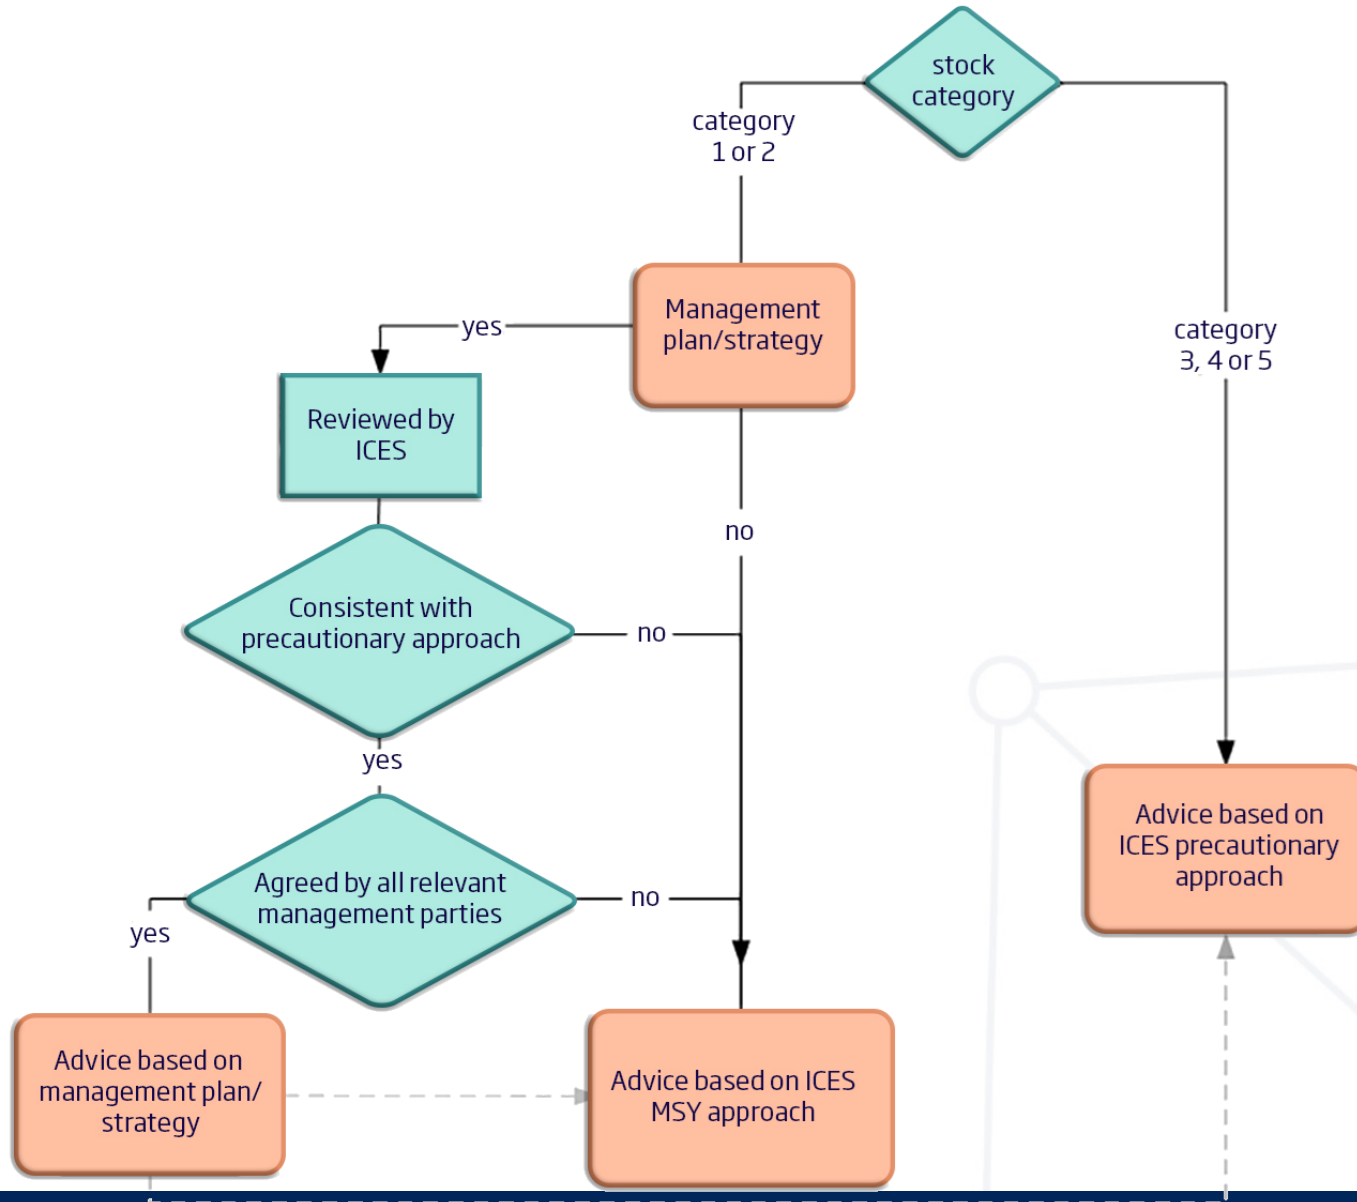 stock
category
category
1 or 2
Management
plan/strategy
yes
category
3, 4 or 5
Reviewed by
ICES
no
Consistent with
precautionary approach
no
yes
Advice based on
ICES precautionary
approach
Agreed by all relevant
management parties
no
yes
Advice based on
management plan/
strategy
Advice based on ICES
MSY approach